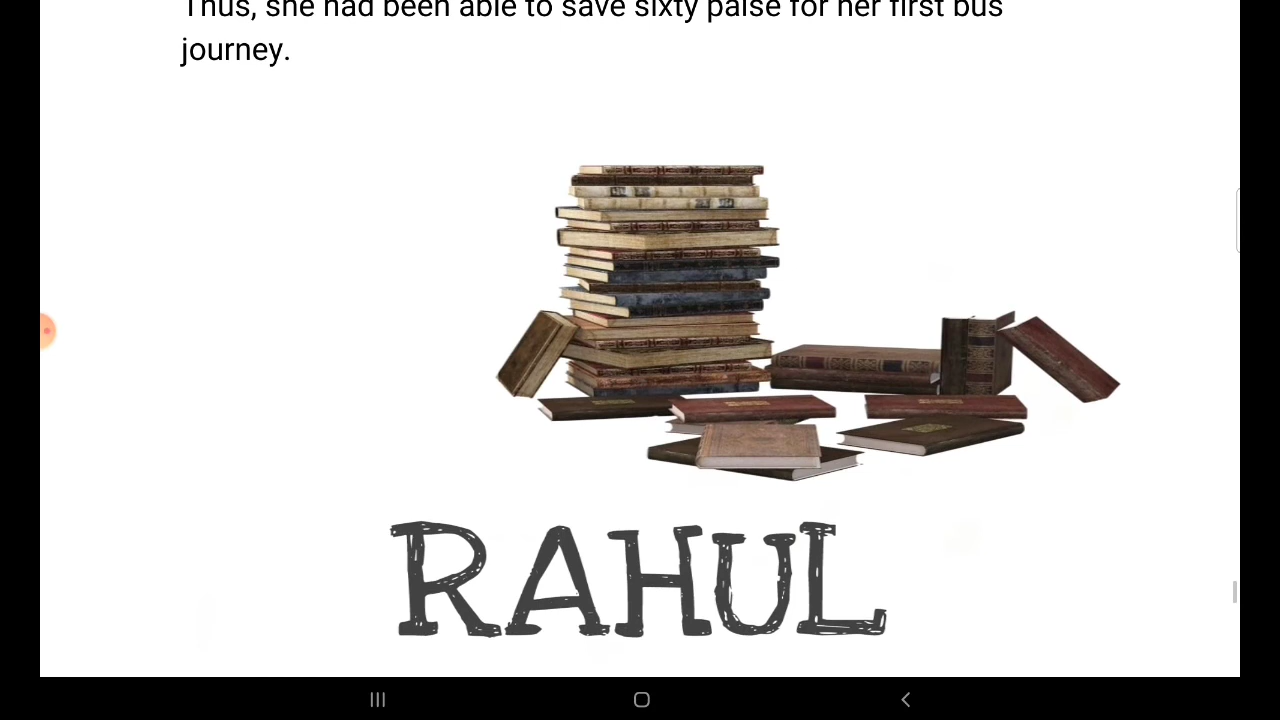 Thus, she had been able to save sixty paise for her first bus
journey.
RAHUL